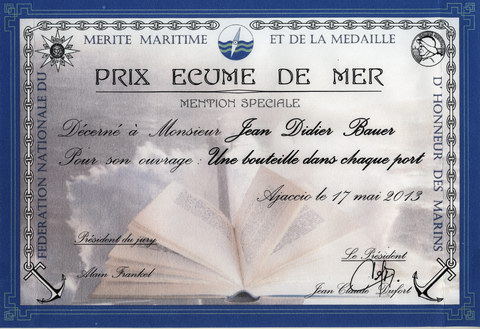 MERITE MARITIME ET DE LA MEDAILLE
FEDERATION NATIONALE DU
D'HONNEUR DES MARINS
PRIX ECUME DE MER
MENTION SPECIALE
Décerné à Monsieur Jean Didier Bauer
Pour son ouvrage : Une bouteille dans chaque port
Ajaccio le 17 mai 2013
Président du jury
Le Président
Alain Frankel
Jean Claude Dufort